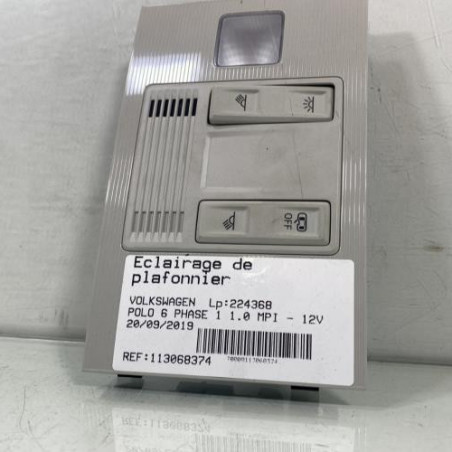 OFF
Eclairage de
plafonnier
VOLKSWAGEN Lp:224368
POLO 6 PHASE 1 1.0 MPI - 12V
20/09/2019
REF:113068374